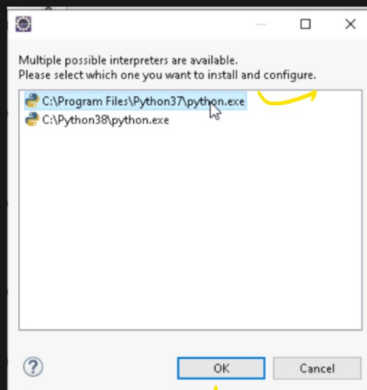 Multiple possible interpreters are available.
Please select which one you want to install and configure.
C:\Program Files\Python37\python.exe
C:\Python38\python.exe
?
OK
Cancel